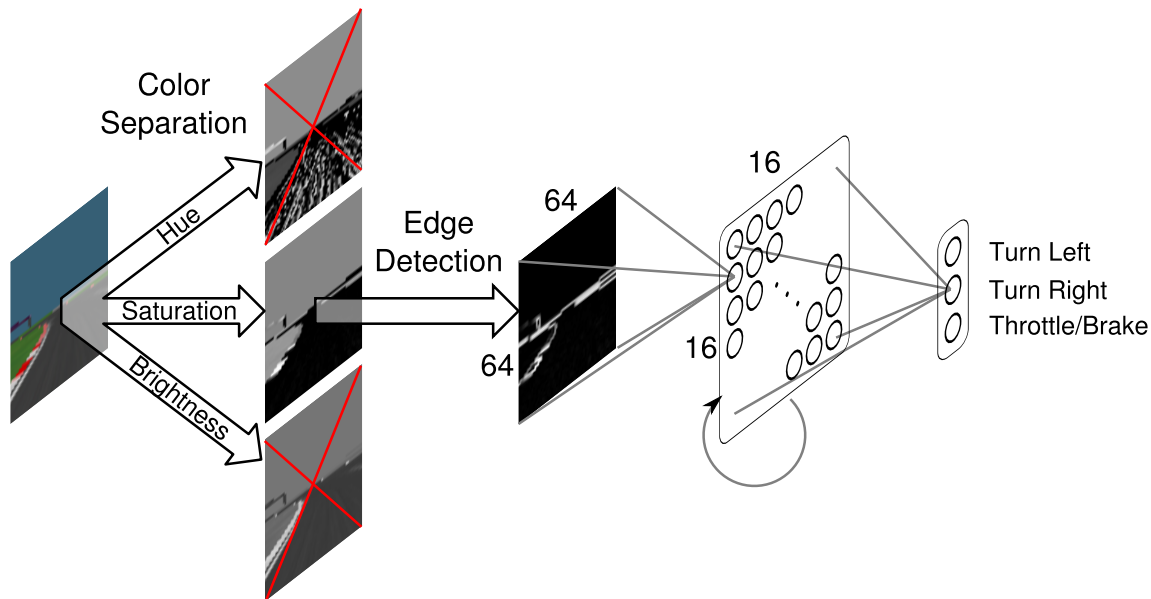 Color
Separation
Hue
Saturation
Brightness
Edge
Detection
64
64
16
16
Turn Left
Turn Right
Throttle/Brake